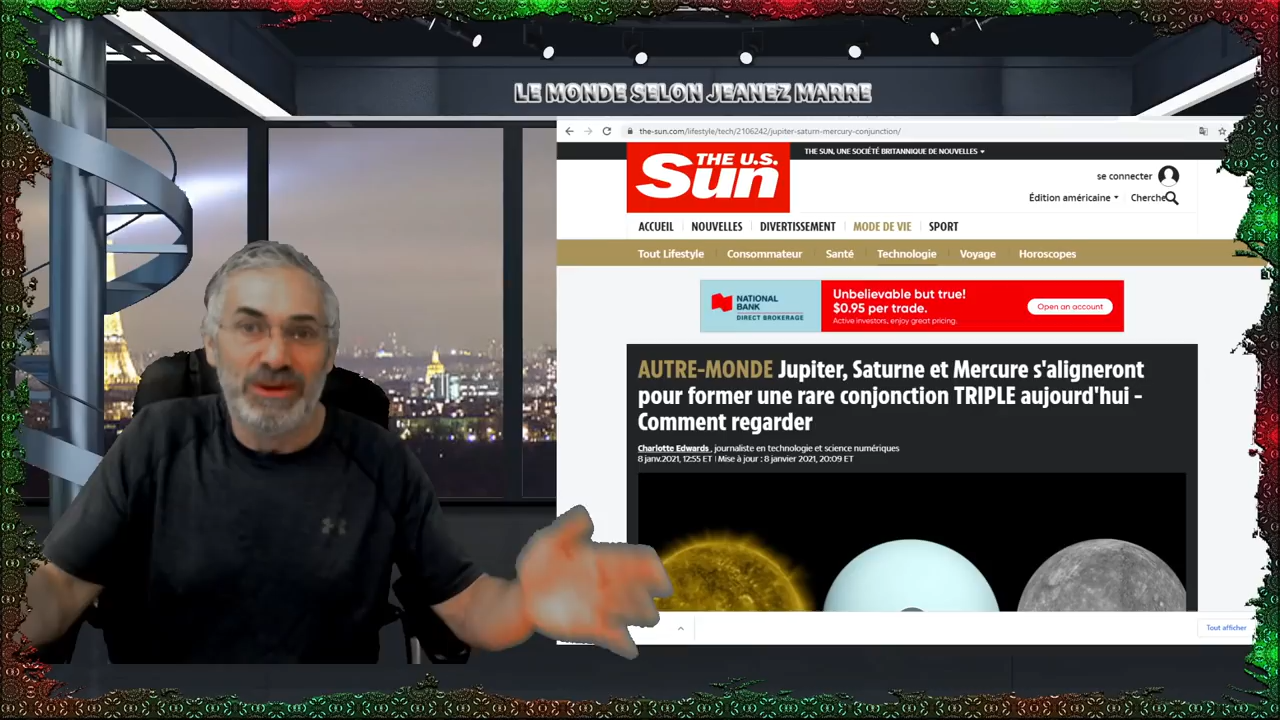 LE MONDE SELON JEANEZ MARRE
the-sun.com/lifestyle/tech/2106242/jupiter-saturn-mercury-conjunction/
THE SUN, UNE SOCIÉTÉ BRITANNIQUE DE NOUVELLES
THE U.S.
Sun
se connecter
Édition américaine
Cherche
ACCUEIL NOUVELLES DIVERTISSEMENT MODE DE VIE SPORT
Tout Lifestyle Consommateur Santé Technologie Voyage Horoscopes
NATIONAL
BANK
DIRECT BROKERAGE
Unbelievable but true!
$0.95 per trade.
Active investors, enjoy great pricing.
Open an account
AUTRE-MONDE Jupiter, Saturne et Mercure s'aligneront
pour former une rare conjonction TRIPLE aujourd'hui -
Comment regarder
Charlotte Edwards , journaliste en technologie et science numériques
8 janv.2021, 12:55 ET | Mise à jour : 8 janvier 2021, 20:09 ET
Tout afficher